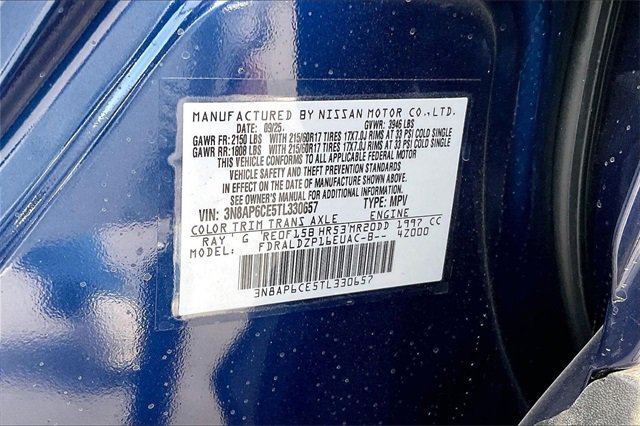 MANUFACTURED BY NISSAN MOTOR CO.,LTD.
DATE: 09/25. GVWR: 3946 LBS
GAWR FR: 2150 LBS WITH 215/60R17 TIRES 17X7.0J RIMS AT 33 PSI COLD SINGLE
GAWR RR: 1808 LBS WITH 215/60R17 TIRES 17X7.0J RIMS AT 33 PSI COLD SINGLE
THIS VEHICLE CONFORMS TO ALL APPLICABLE FEDERAL MOTOR
VEHICLE SAFETY AND THEFT PREVENTION STANDARDS
IN EFFECT ON THE DATE OF MANUFACTURE SHOWN ABOVE.
SEE OWNER'S MANUAL FOR ADDITIONAL INFORMATION.
VIN: 3N8AP6CE5TL330657 TYPE: MPV
COLOR TRIM TRANS AXLE ENGINE
RAY G RE0F15B HR53 MR20DD 1997 CC
MODEL: FDRALDZP16EUAC-B-- 4Z000
3N8AP6CE5TL330657